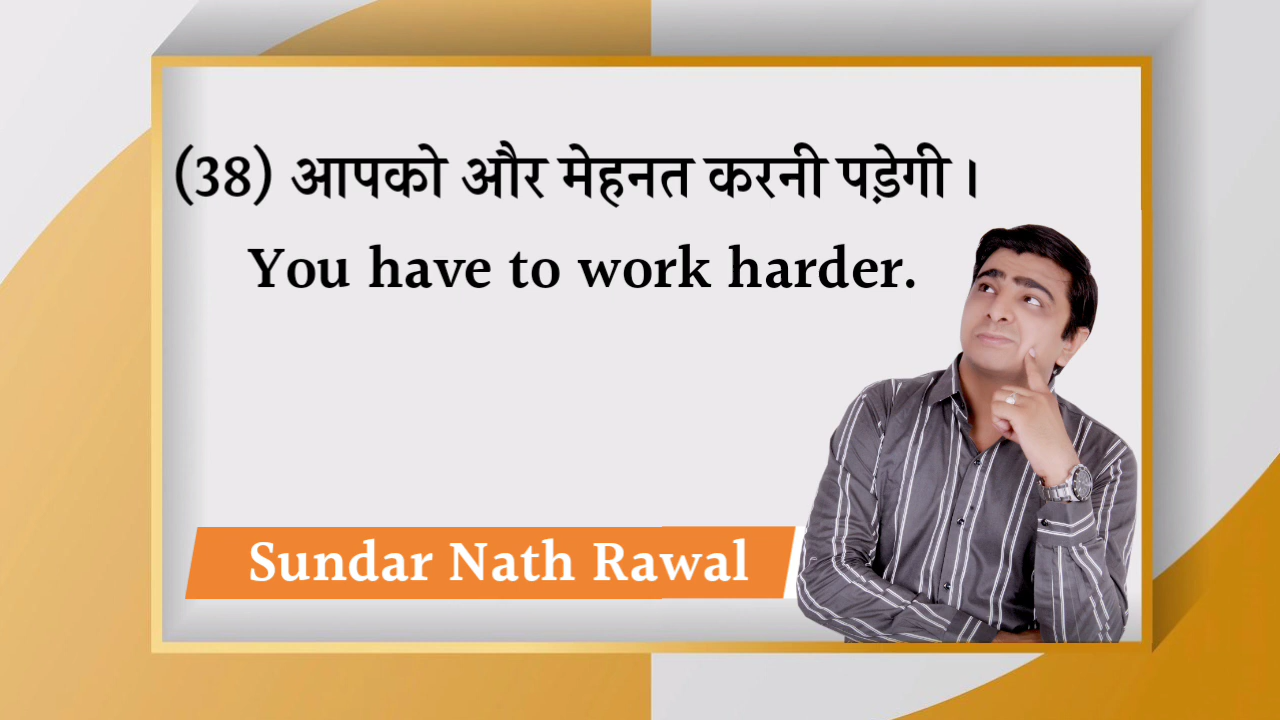 (38) आपको और मेहनत करनी पड़ेगी।
You have to work harder.
Sundar Nath Rawal